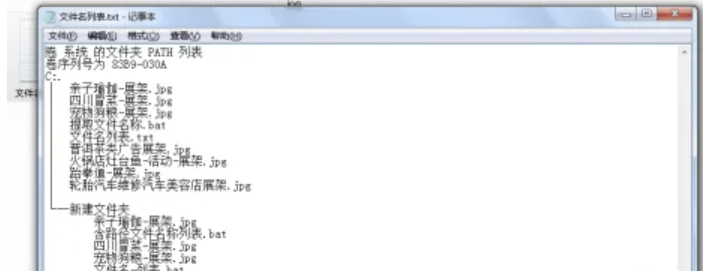 文件名列表.txt - 记事本
文件(F) 编辑(E) 格式(O) 查看(V) 帮助(H)
卷 系统 的文件夹 PATH 列表
卷序列号为 83B9-030A
C:.
亲子瑜伽-展架.jpg
四川冒菜-展架.jpg
宠物狗粮-展架.jpg
提取文件名称.bat
文件名列表.txt
普洱茶类广告展架.jpg
火锅店灶台鱼-活动-展架.jpg
跆拳道-展架.jpg
轮胎汽车维修汽车美容店展架.jpg
新建文件夹
亲子瑜伽-展架.jpg
含路径文件名称列表.bat
四川冒菜-展架.jpg
宠物狗粮-展架.jpg
文件名-列表.bat